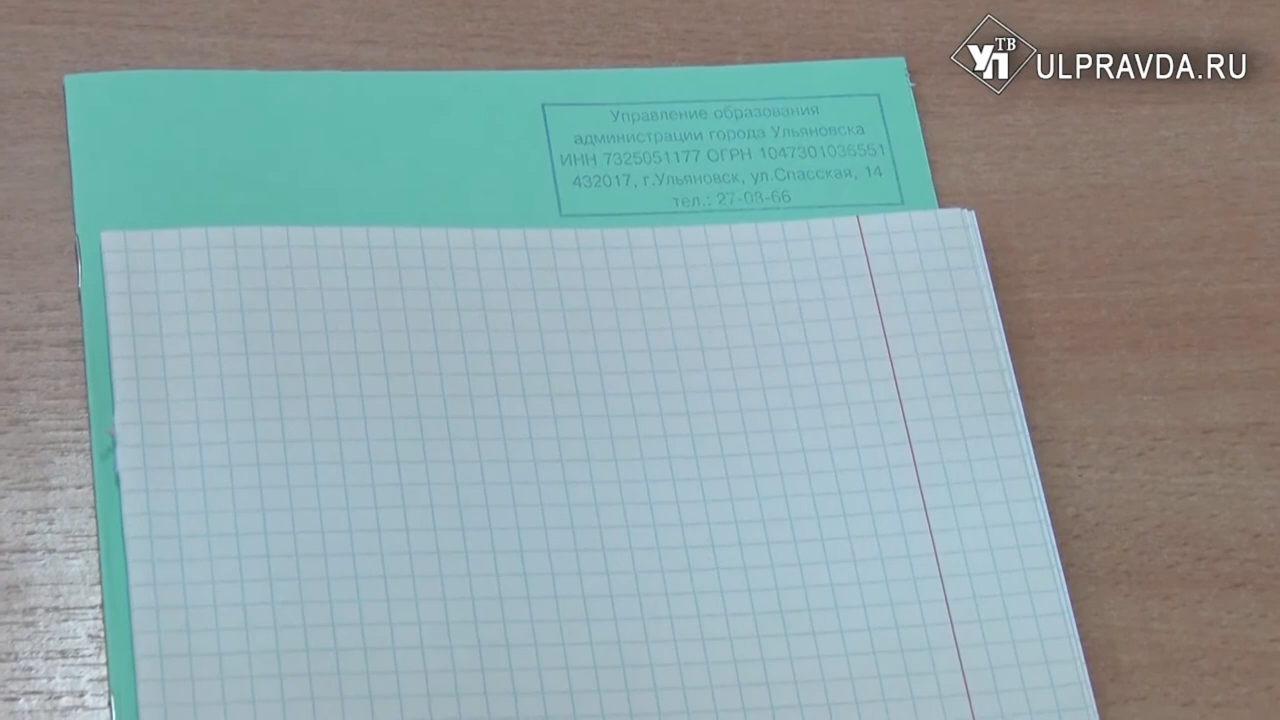 УП ТВ ULPRAVDA.RU
Управление образования
администрации города Ульяновска
ИНН 7325051177 ОГРН 1047301036551
432017, г.Ульяновск, ул.Спасская, 14
тел.: 27-08-66